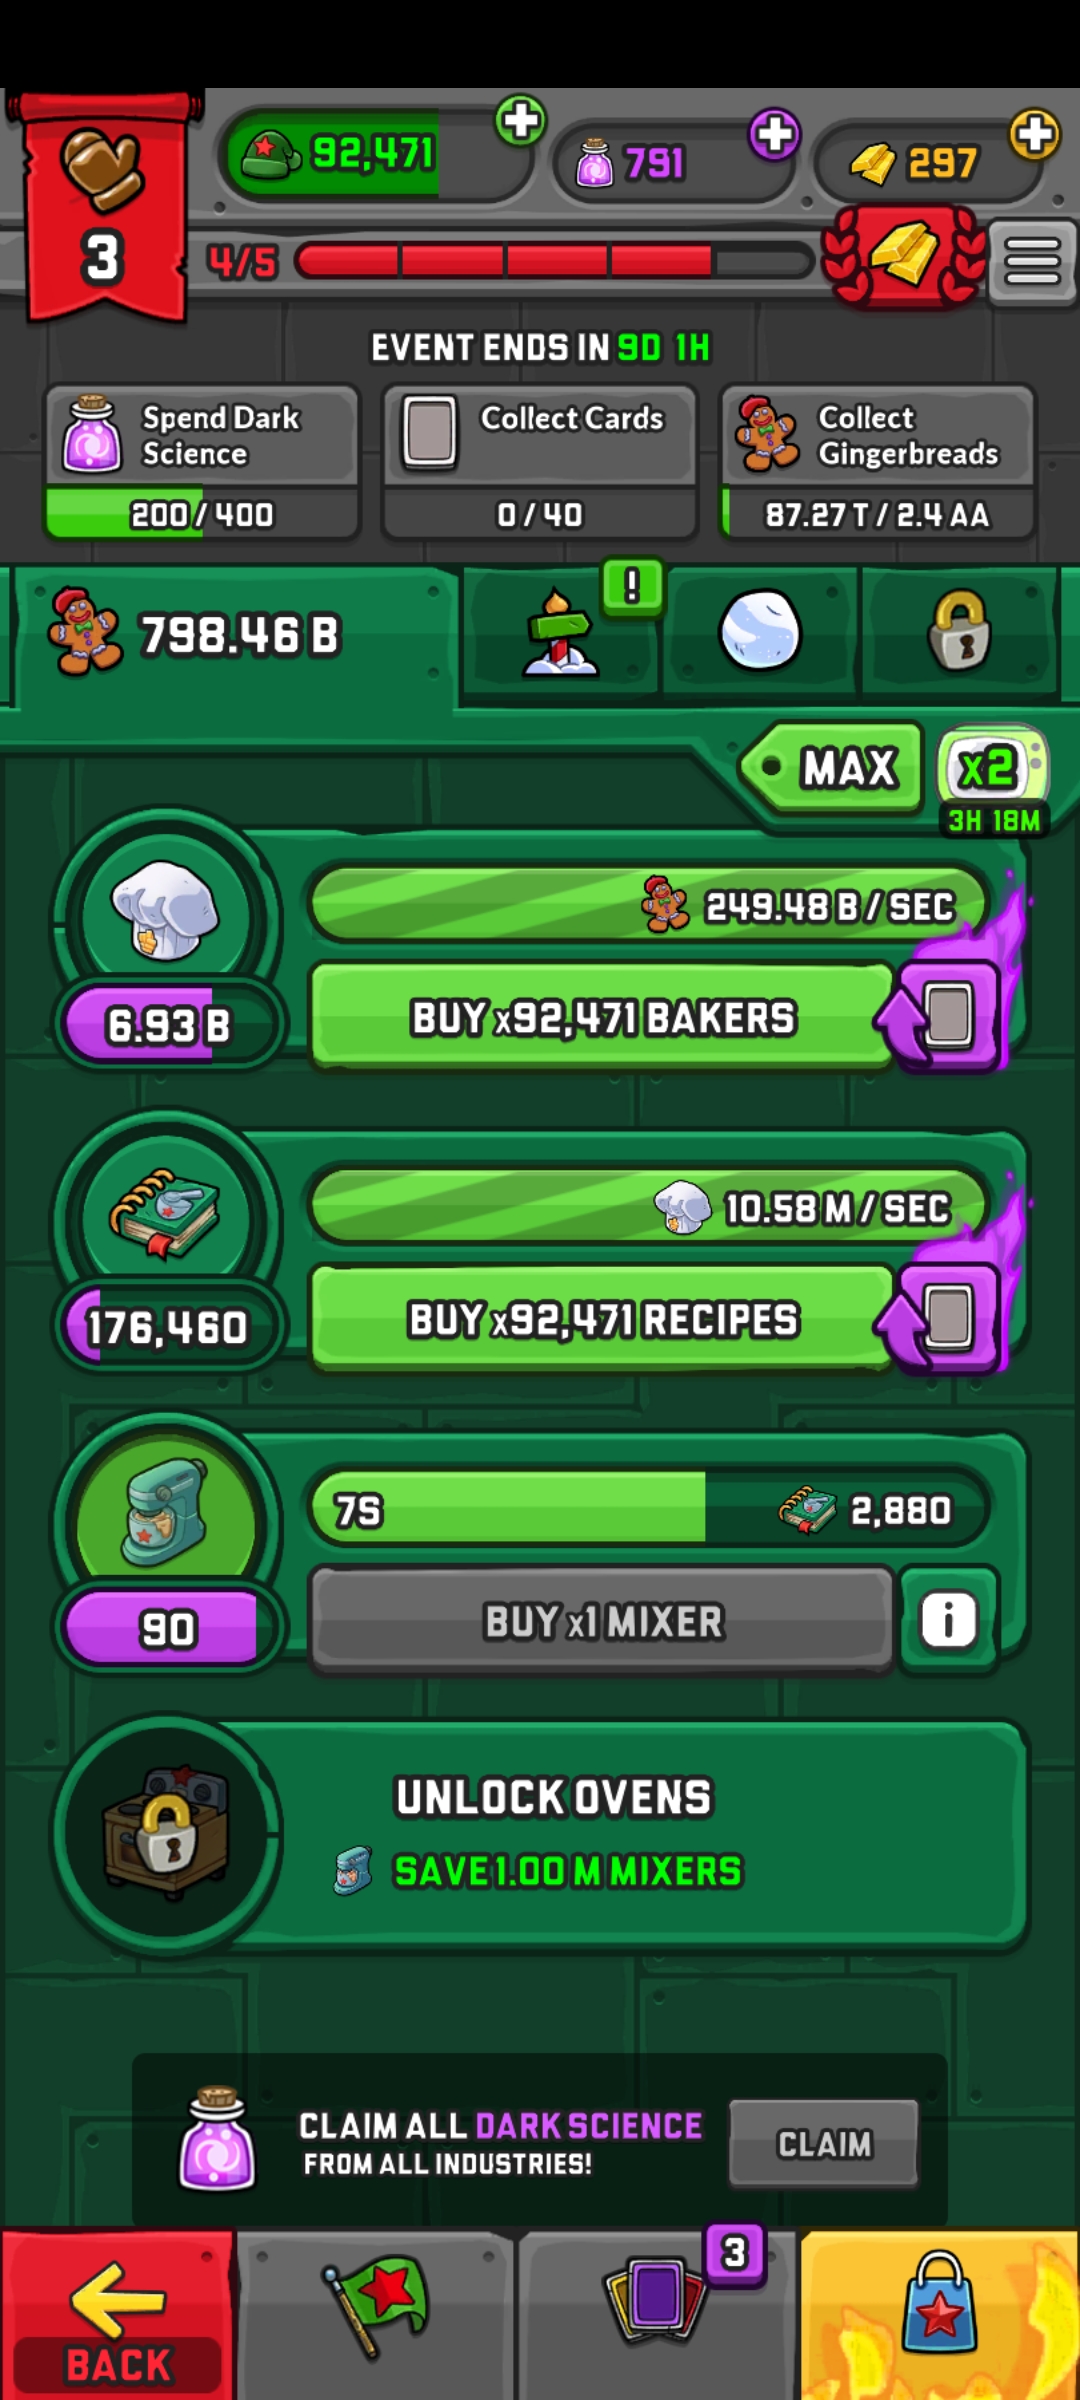 92,471
791
297
3
4/5
EVENT ENDS IN 9D 1H
Spend Dark
Science
200 / 400
Collect Cards
0 / 40
Collect
Gingerbreads
87.27 T / 2.4 AA
798.46 B
!
MAX
x2
3H 18M
249.48 B / SEC
6.93 B
BUY x92,471 BAKERS
10.58 M / SEC
176,460
BUY x92,471 RECIPES
7S
2,880
90
BUY x1 MIXER
i
UNLOCK OVENS
SAVE 1.00 M MIXERS
CLAIM ALL DARK SCIENCE
FROM ALL INDUSTRIES!
CLAIM
3
BACK